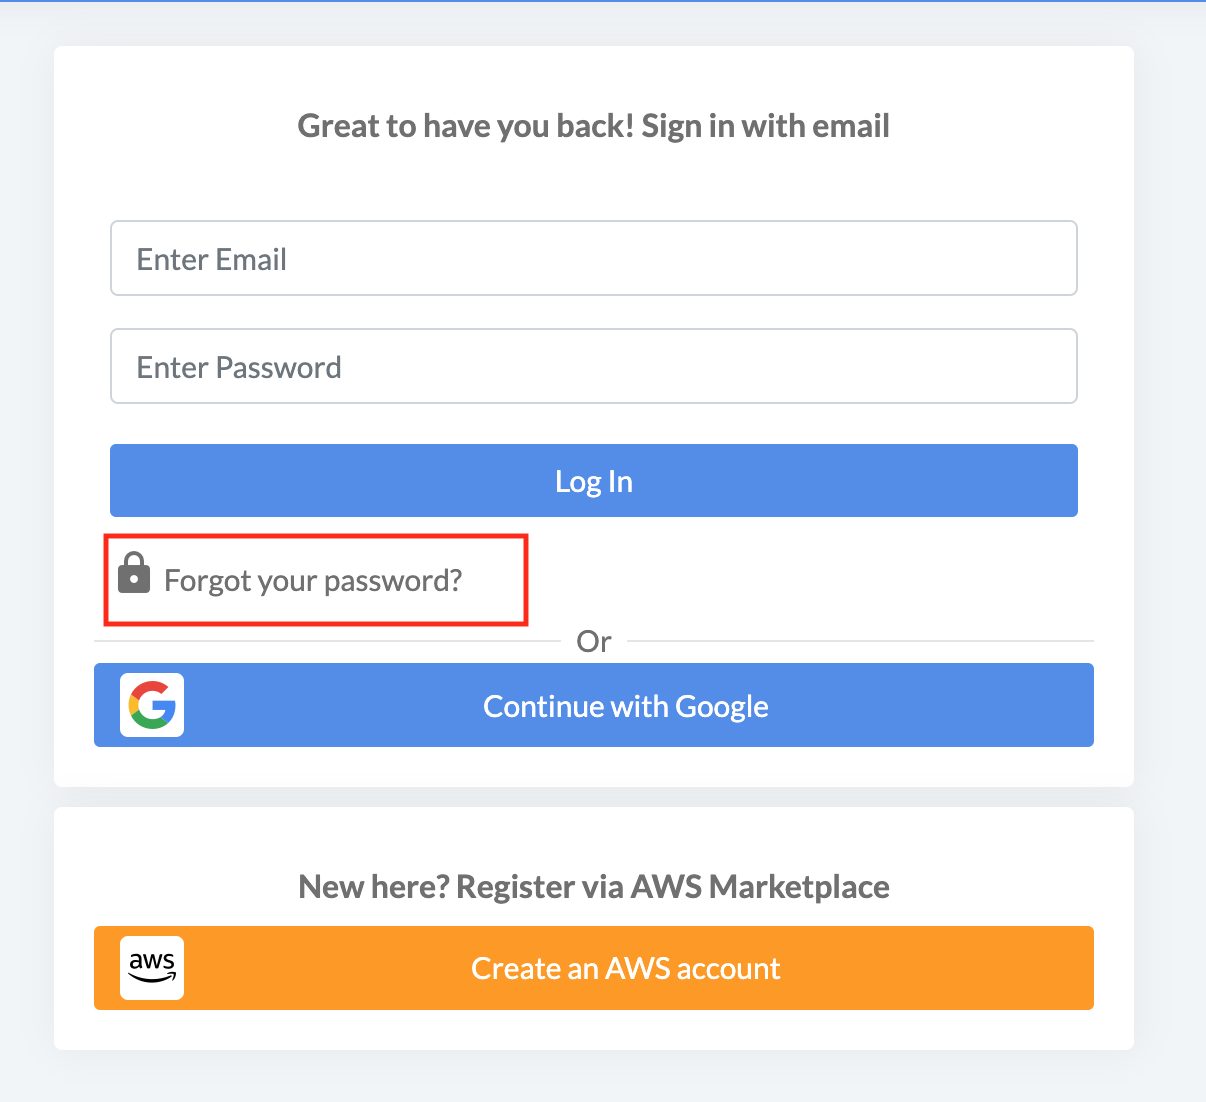 Great to have you back! Sign in with email
Enter Email
Enter Password
Log In
Forgot your password?
Or
Continue with Google
New here? Register via AWS Marketplace
aws
Create an AWS account